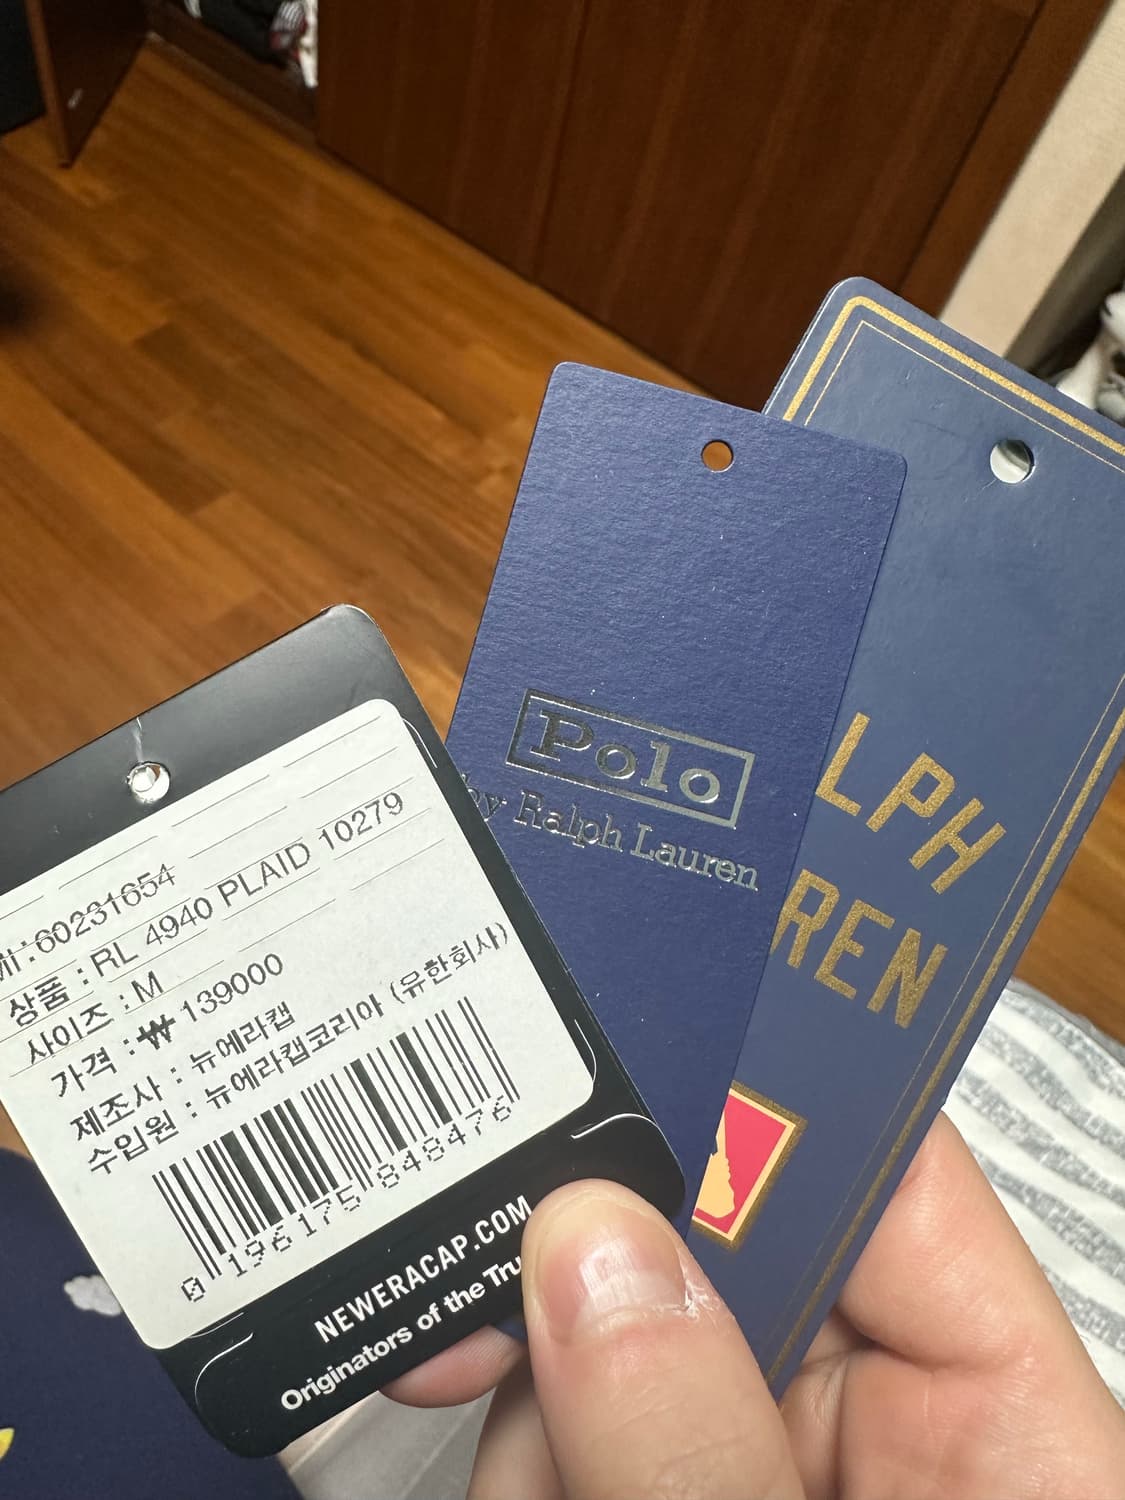 : 60231654
상품 : RL 4940 PLAID 10279
사이즈 : M
가격 : ₩ 139000
제조사 : 뉴에라캡
수입원 : 뉴에라캡코리아 (유한회사)
0 196175 848476
NEWERACAP.COM
Originators of the
Polo
by Ralph Lauren
LPH
REN